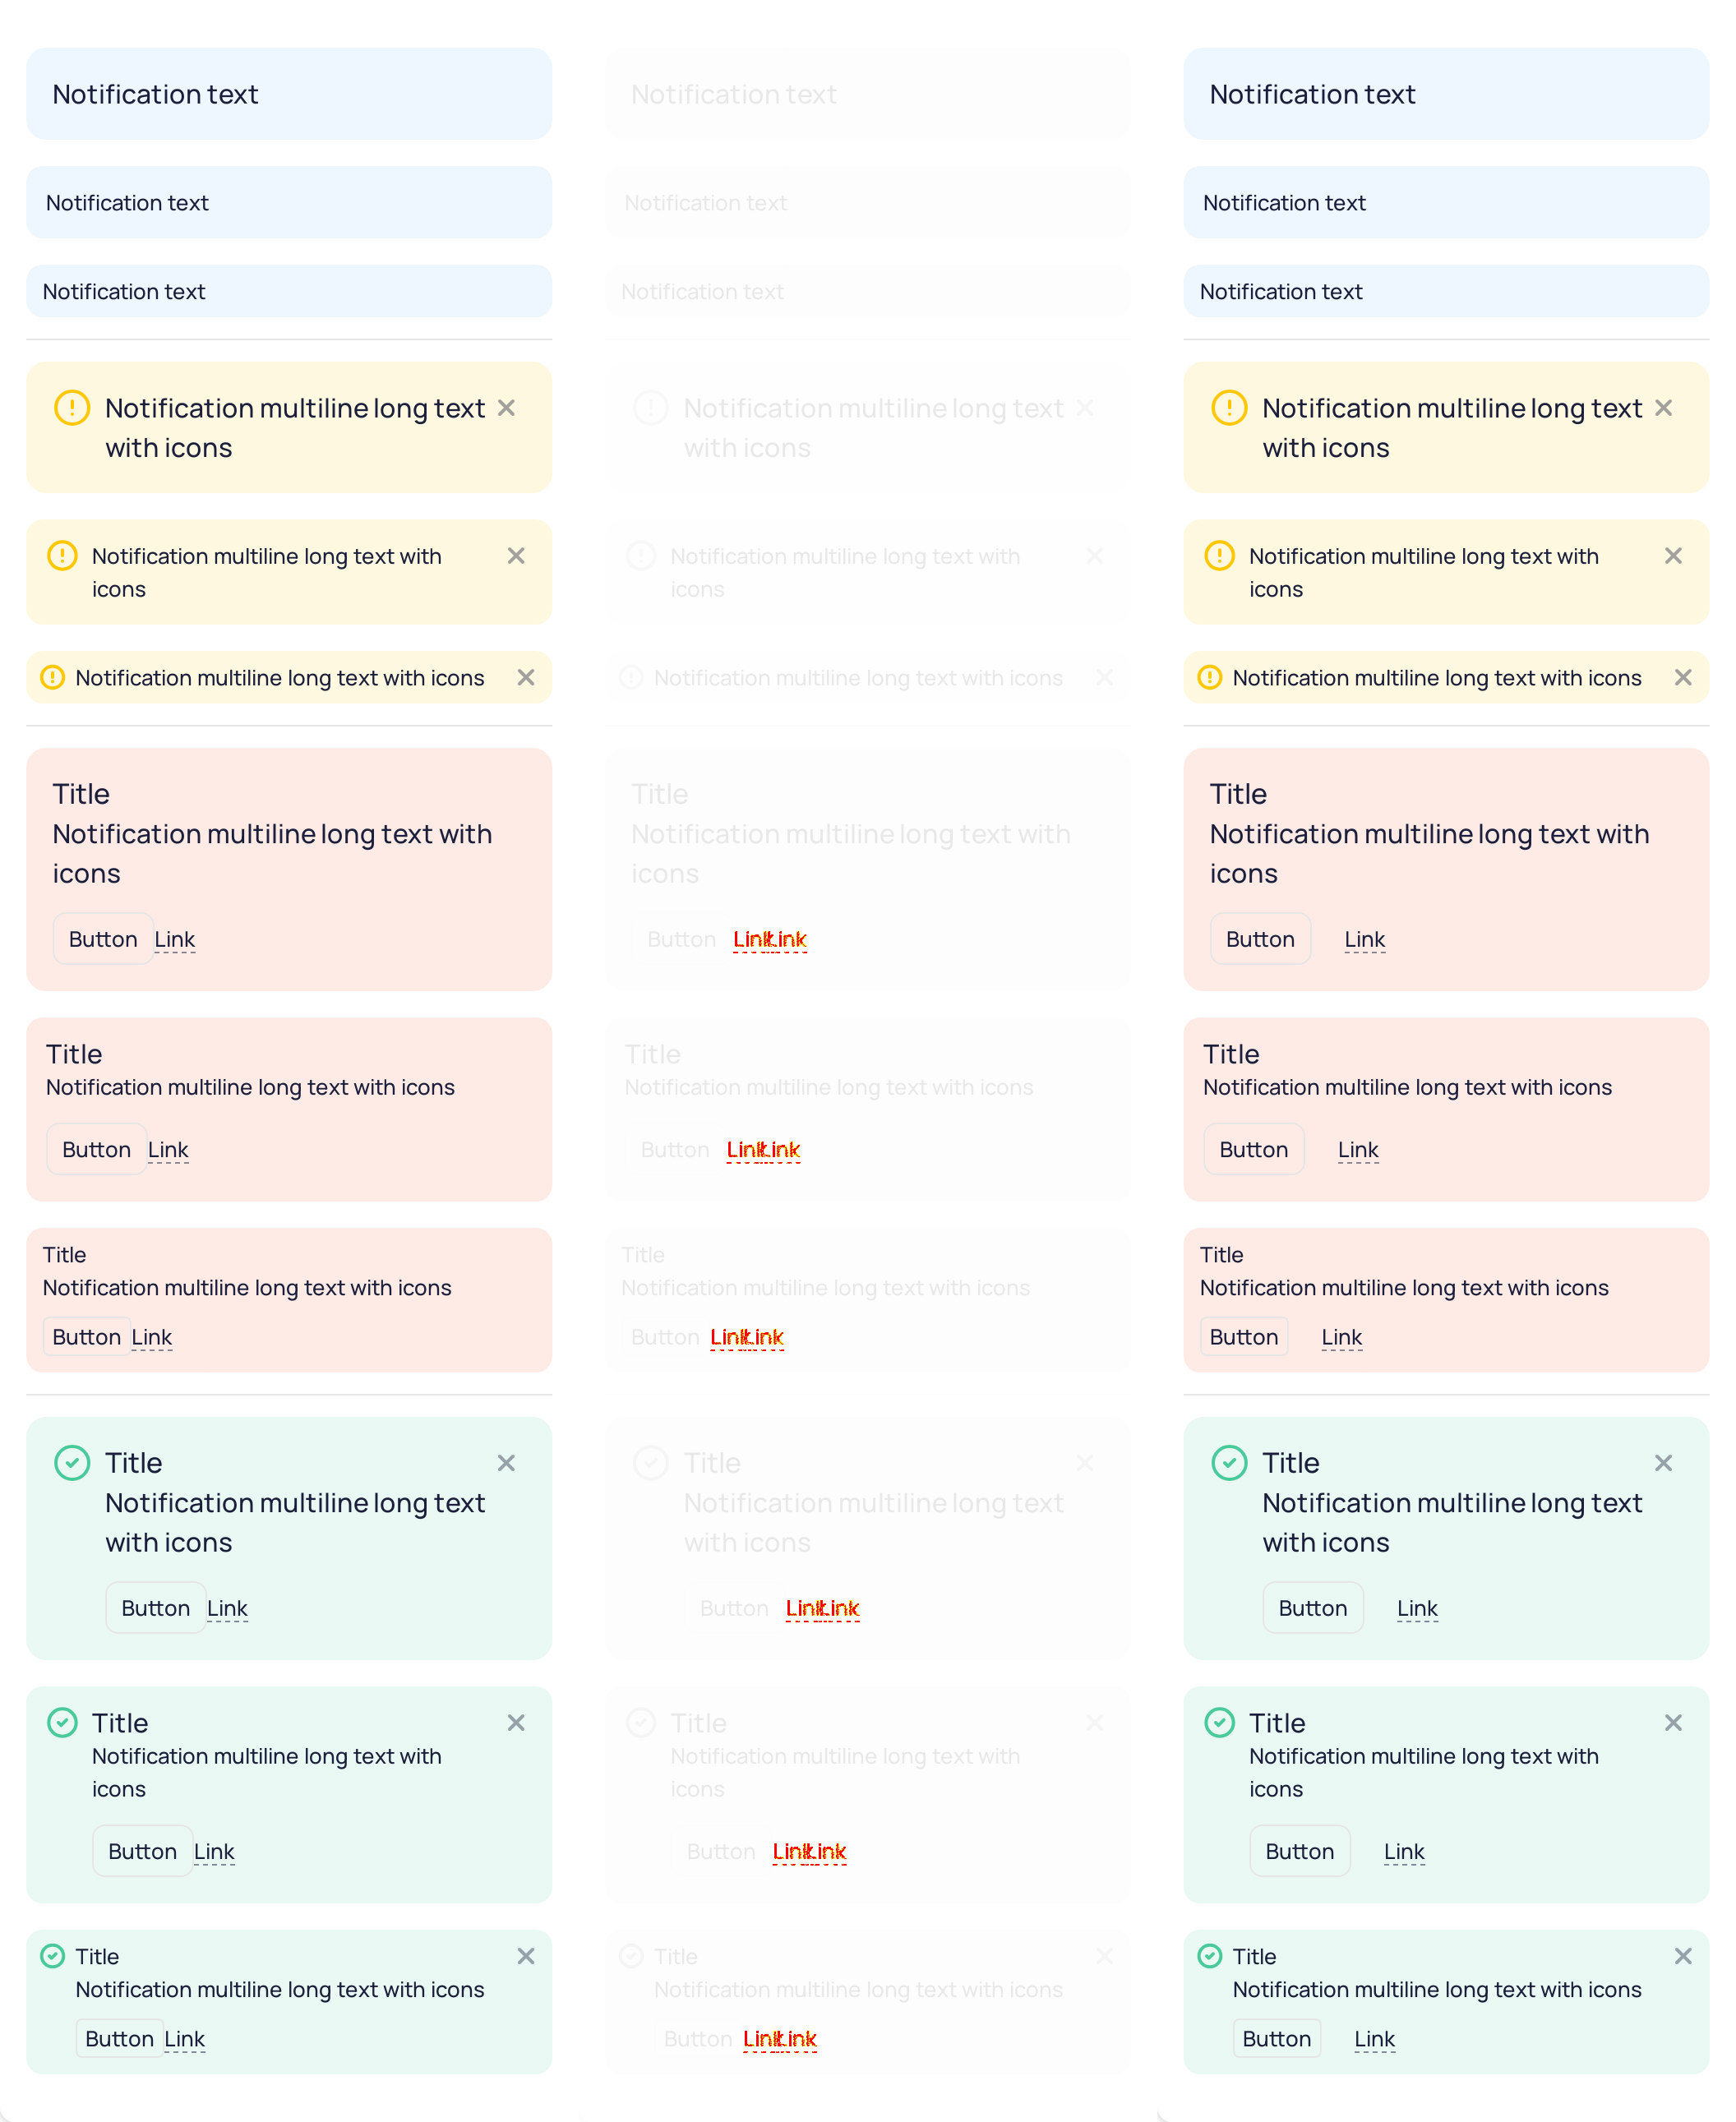 Notification text
Notification text
Notification text
Notification multiline long text
with icons
Notification multiline long text with
icons
Notification multiline long text with icons
Title
Notification multiline long text with
icons
Button Link
Title
Notification multiline long text with icons
Button Link
Title
Notification multiline long text with icons
Button Link
Title
Notification multiline long text
with icons
Button Link
Title
Notification multiline long text with
icons
Button Link
Title
Notification multiline long text with icons
Button Link
Notification text
Notification text
Notification text
Notification multiline long text
with icons
Notification multiline long text with
icons
Notification multiline long text with icons
Title
Notification multiline long text with
icons
Button Link Link
Title
Notification multiline long text with icons
Button Link Link
Title
Notification multiline long text with icons
Button Link Link
Title
Notification multiline long text
with icons
Button Link Link
Title
Notification multiline long text with
icons
Button Link Link
Title
Notification multiline long text with icons
Button Link Link
Notification text
Notification text
Notification text
Notification multiline long text
with icons
Notification multiline long text with
icons
Notification multiline long text with icons
Title
Notification multiline long text with
icons
Button Link
Title
Notification multiline long text with icons
Button Link
Title
Notification multiline long text with icons
Button Link
Title
Notification multiline long text
with icons
Button Link
Title
Notification multiline long text with
icons
Button Link
Title
Notification multiline long text with icons
Button Link